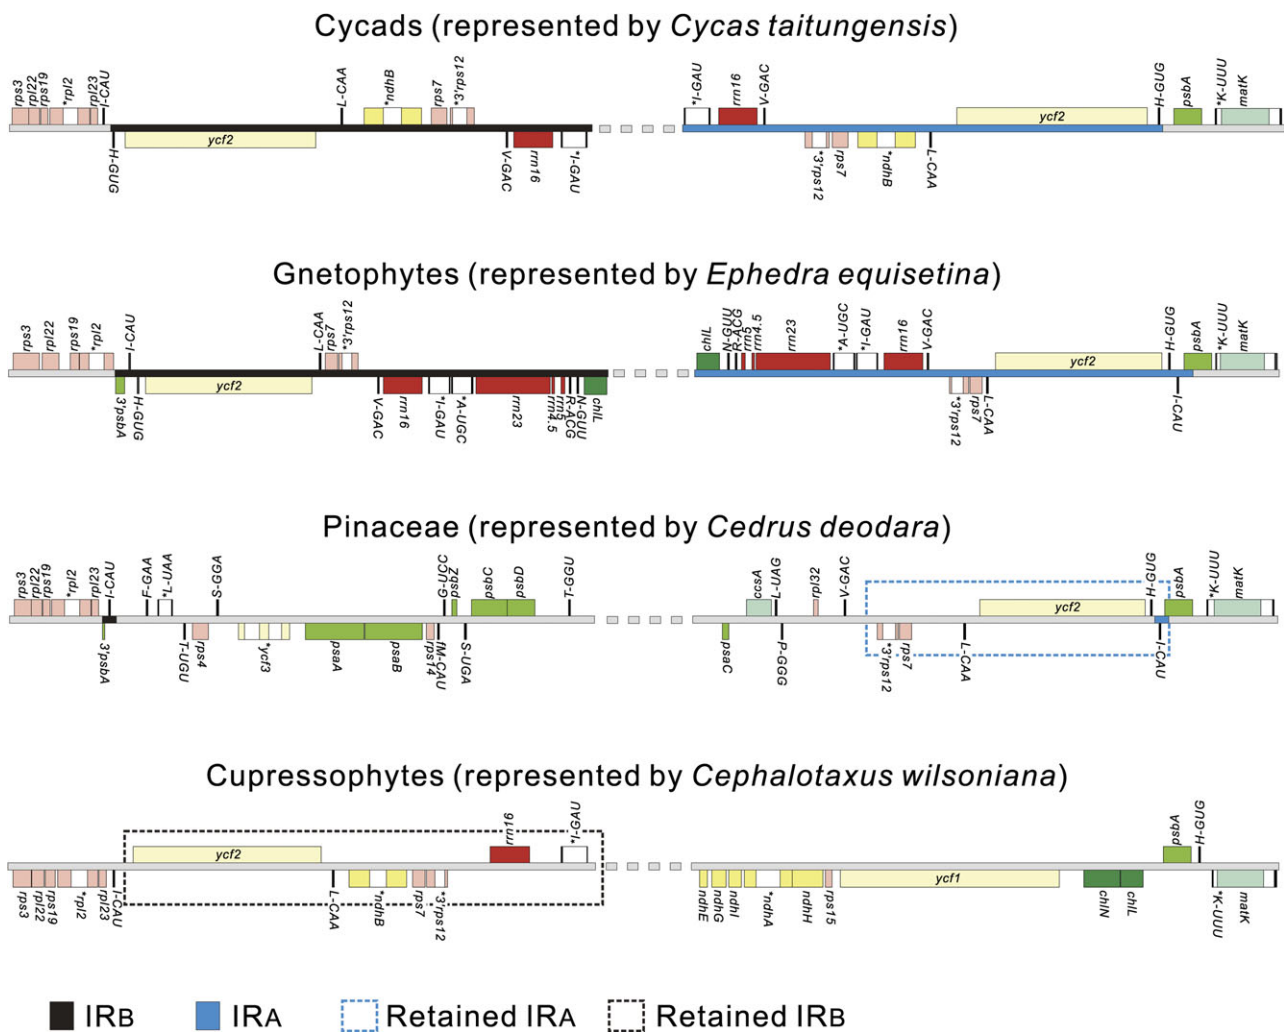 Cycads (represented by Cycas taitungensis)
rps3 rpl22 rps19 *rpl2 rpl23 I-CAU L-CAA *ndhB rps7 *3'rps12 *I-GAU rrn16 V-GAC ycf2 H-GUG psbA *K-UUU matK
H-GUG ycf2 V-GAC rrn16 *I-GAU *3'rps12 rps7 *ndhB L-CAA
Gnetophytes (represented by Ephedra equisetina)
rps3 rpl22 rps19 *rpl2 I-CAU L-CAA rps7 *3'rps12 chlL N-GUU R-ACG rrn5 rrn4.5 rrn23 *A-UGC *I-GAU rrn16 V-GAC ycf2 H-GUG psbA *K-UUU matK
3'psbA H-GUG ycf2 V-GAC rrn16 *I-GAU *A-UGC rrn23 rrn4.5 rrn5 R-ACG N-GUU chlL *3'rps12 rps7 L-CAA I-CAU
Pinaceae (represented by Cedrus deodara)
rps3 rpl22 rps19 *rpl2 rpl23 I-CAU F-GAA *L-UAA S-GGA G-UCC psbZ psbC psbD T-GGU ccsA L-UAG rpl32 V-GAC ycf2 H-GUG psbA *K-UUU matK
3'psbA T-UGU rps4 *ycf3 psaA psaB rps14 fM-CAU S-UGA psaC P-GGG *3'rps12 rps7 L-CAA I-CAU
Cupressophytes (represented by Cephalotaxus wilsoniana)
ycf2 rrn16 *I-GAU psbA H-GUG
rps3 rpl22 rps19 *rpl2 rpl23 I-CAU L-CAA *ndhB rps7 *3'rps12 ndhE ndhG ndhI *ndhA ndhH rps15 ycf1 chlN chlL *K-UUU matK
IRB IRA Retained IRA Retained IRB